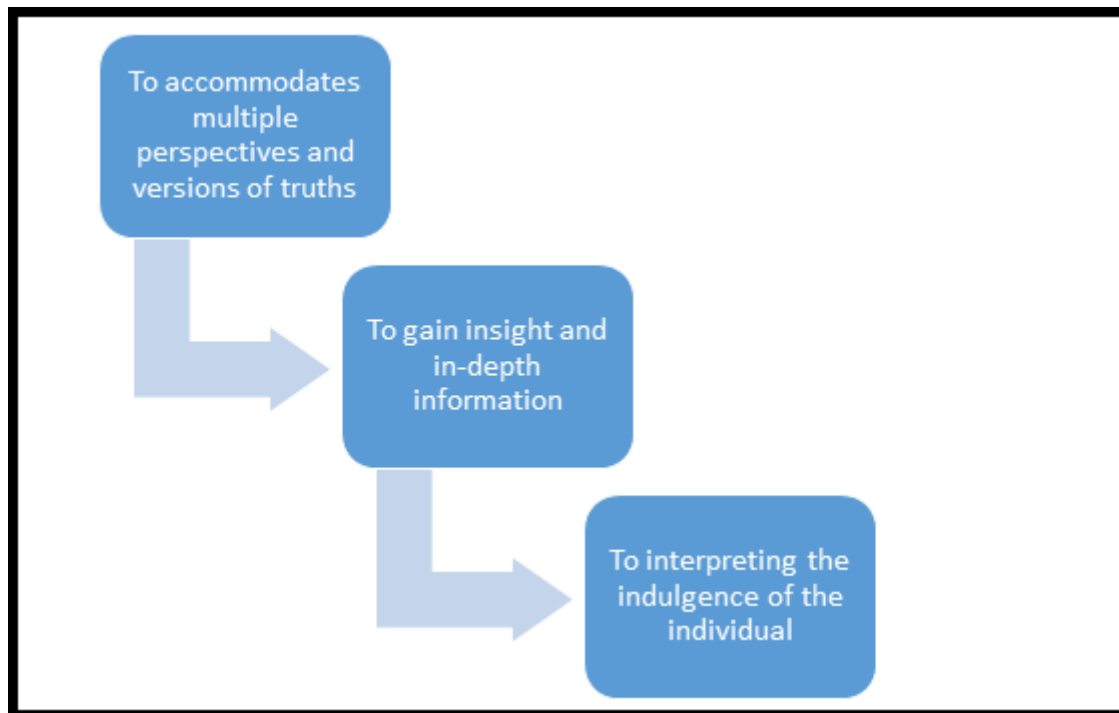 To accommodates
multiple
perspectives and
versions of truths
To gain insight and
in-depth
information
To interpreting the
indulgence of the
individual